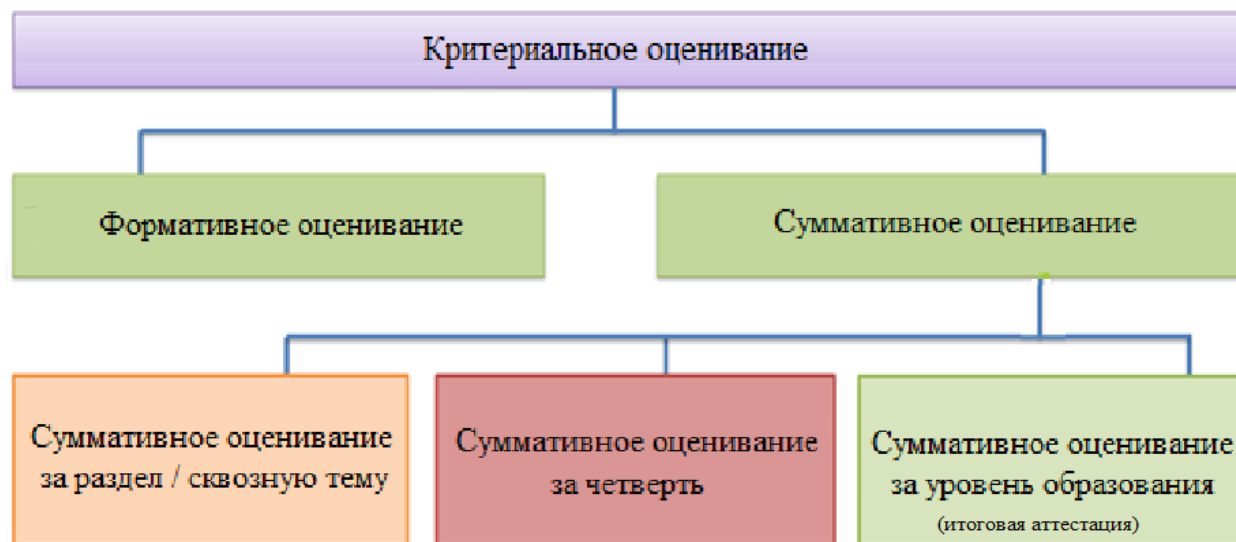 Критериальное оценивание
Формативное оценивание
Суммативное оценивание
Суммативное оценивание
за раздел / сквозную тему
Суммативное оценивание
за четверть
Суммативное оценивание
за уровень образования
(итоговая аттестация)